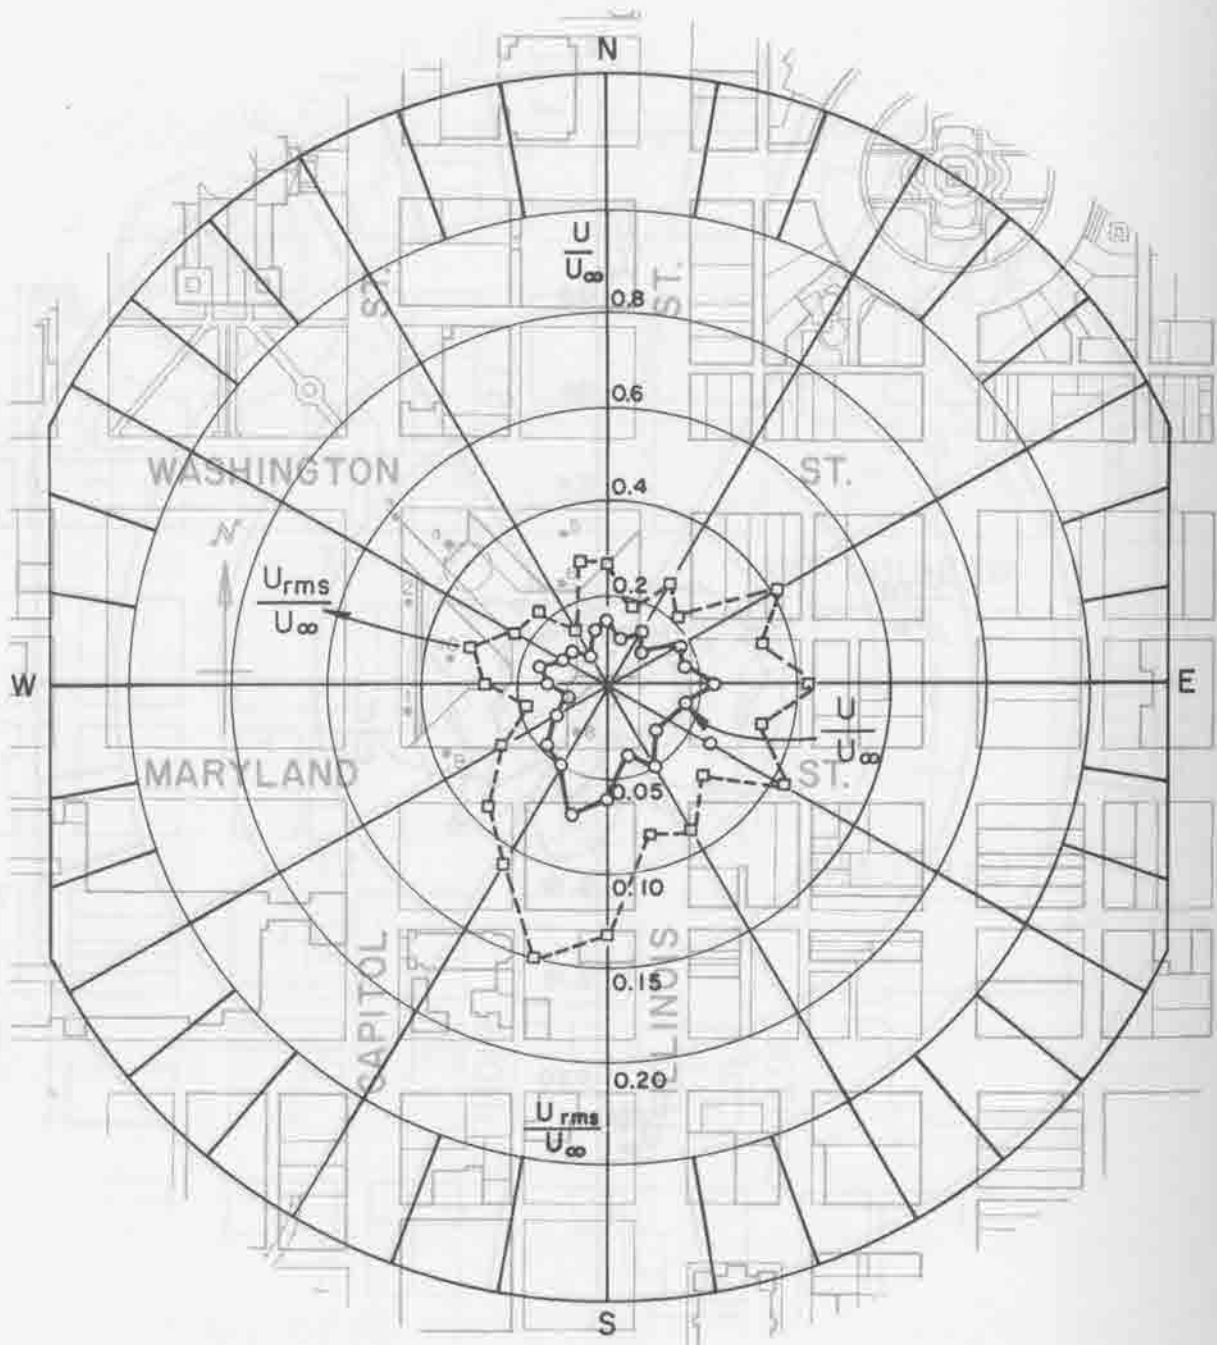 N
U
U∞
ST.
ST.
0.8
0.6
WASHINGTON
ST.
0.4
N
0.2
Urms
U∞
W
E
U
U∞
MARYLAND
ST.
0.05
0.10
CAPITOL
ILLINOIS
0.15
0.20
Urms
U∞
S